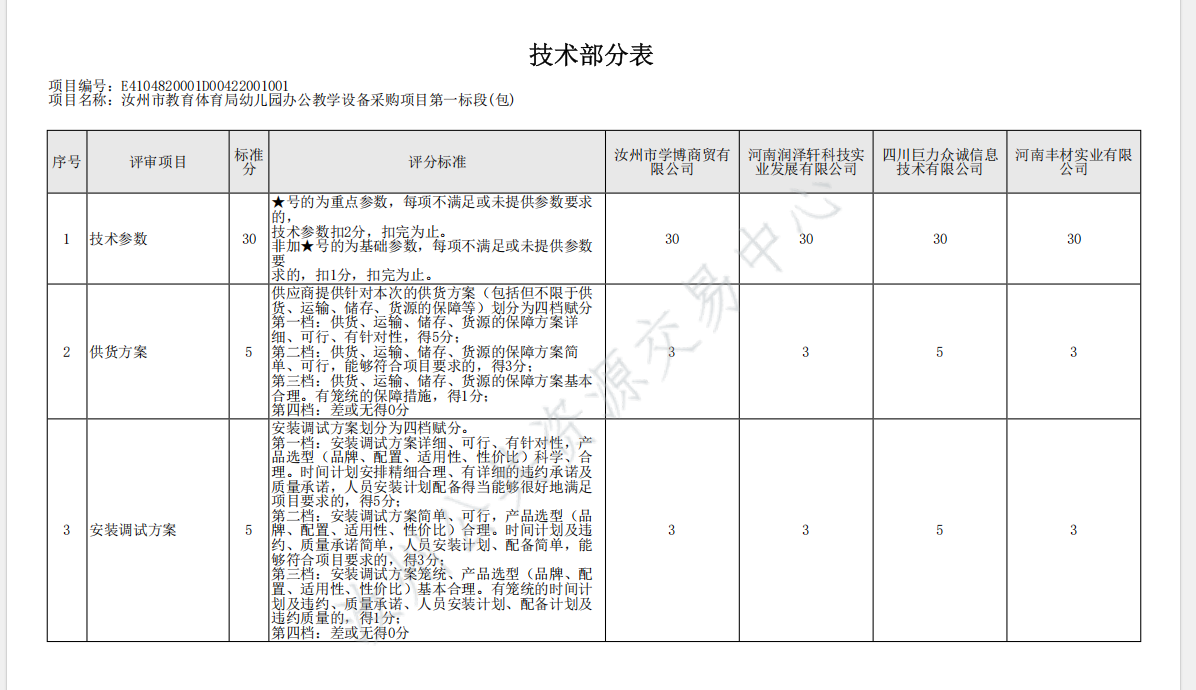 技术部分表
项目编号：E4104820001D00422001001
项目名称：汝州市教育体育局幼儿园办公教学设备采购项目第一标段(包)
序号
评审项目
标准
分
评分标准
汝州市学博商贸有
限公司
河南润泽轩科技实
业发展有限公司
四川巨力众诚信息
技术有限公司
河南丰材实业有限
公司
1
技术参数
30
★号的为重点参数，每项不满足或未提供参数要求
的，
技术参数扣2分，扣完为止。
非加★号的为基础参数，每项不满足或未提供参数
要
求的，扣1分，扣完为止。
30
30
30
30
2
供货方案
5
供应商提供针对本次的供货方案（包括但不限于供
货、运输、储存、货源的保障等）划分为四档赋分
第一档：供货、运输、储存、货源的保障方案详
细、可行、有针对性，得5分；
第二档：供货、运输、储存、货源的保障方案简
单、可行，能够符合项目要求的，得3分；
第三档：供货、运输、储存、货源的保障方案基本
合理。有笼统的保障措施，得1分；
第四档：差或无得0分
3
3
5
3
3
安装调试方案
5
安装调试方案划分为四档赋分。
第一档：安装调试方案详细、可行、有针对性，产
品选型（品牌、配置、适用性、性价比）科学、合
理。时间计划安排精细合理、有详细的违约承诺及
质量承诺，人员安装计划配备得当能够很好地满足
项目要求的，得5分；
第二档：安装调试方案简单、可行，产品选型（品
牌、配置、适用性、性价比）合理。时间计划及违
约、质量承诺简单，人员安装计划、配备简单，能
够符合项目要求的，得3分；
第三档：安装调试方案笼统、产品选型（品牌、配
置、适用性、性价比）基本合理。有笼统的时间计
划及违约、质量承诺、人员安装计划、配备计划及
违约质量的，得1分；
第四档：差或无得0分
3
3
5
3
汝州公共资源交易中心